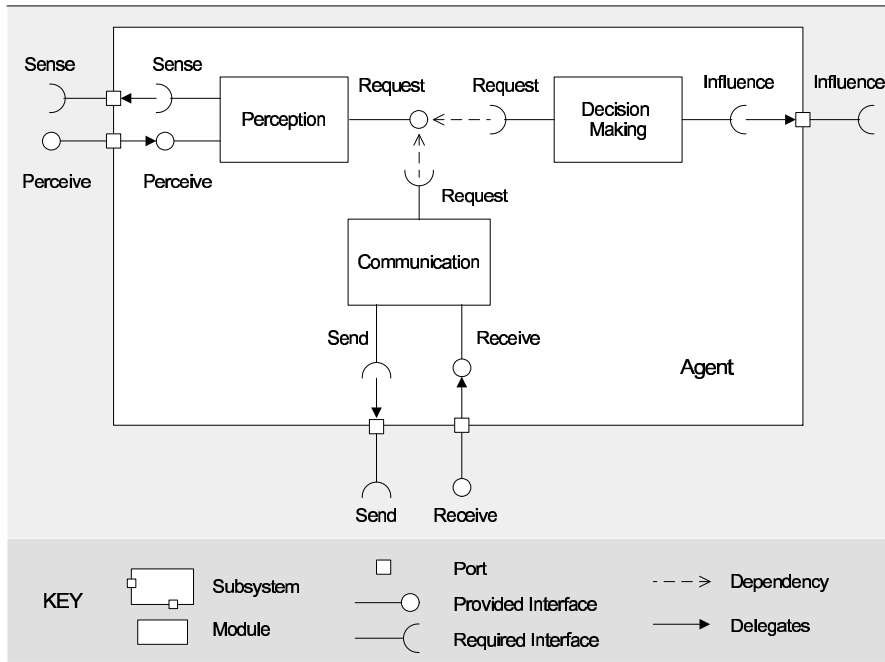 Sense
Sense
Request
Request
Influence
Influence
Perception
Decision
Making
Perceive
Perceive
Request
Communication
Send
Receive
Agent
Send
Receive
KEY
Subsystem
Module
Port
Provided Interface
Required Interface
Dependency
Delegates